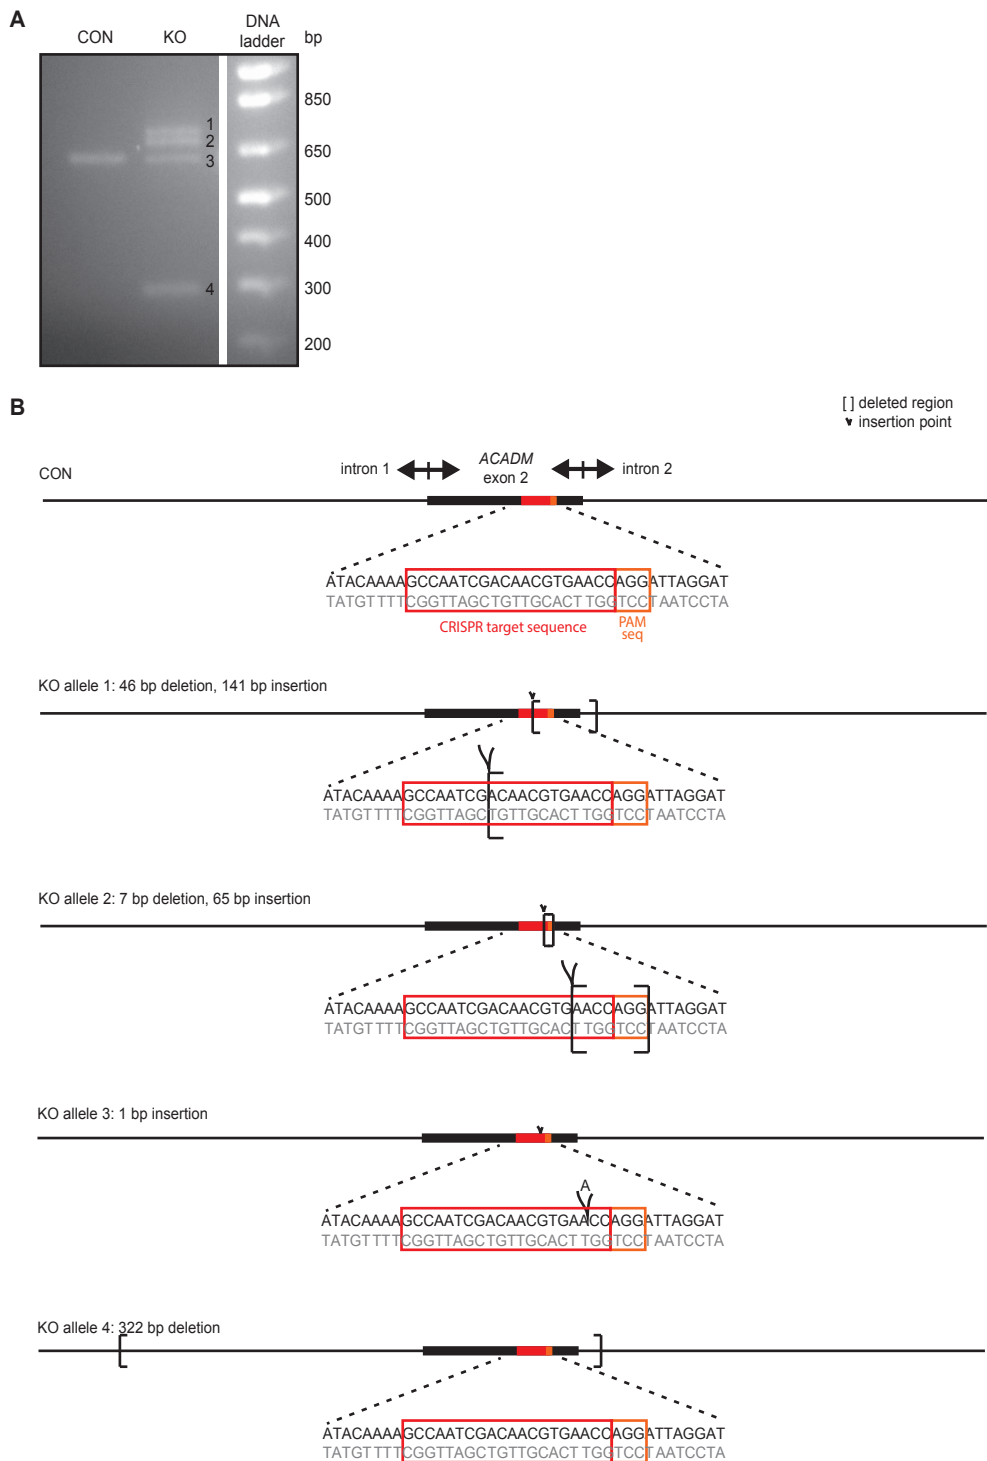 A
CON KO DNA ladder bp
850
1
2
650
3
500
400
300
4
200
B
[ ] deleted region
insertion point
CON
intron 1
ACADM
exon 2
intron 2
ATACAAAAGCCAATCGACAACGTGAACCAGGATTAGGAT
TATGTTTTCGGTTAGCTGTTGCACTTGGTCCTAATCCTA
CRISPR target sequence
PAM
seq
KO allele 1: 46 bp deletion, 141 bp insertion
ATACAAAAGCCAATCGACAACGTGAACCAGGATTAGGAT
TATGTTTTCGGTTAGCTGTTGCACTTGGTCCTAATCCTA
KO allele 2: 7 bp deletion, 65 bp insertion
ATACAAAAGCCAATCGACAACGTGAACCAGGATTAGGAT
TATGTTTTCGGTTAGCTGTTGCACTTGGTCCTAATCCTA
KO allele 3: 1 bp insertion
A
ATACAAAAGCCAATCGACAACGTGAACCAGGATTAGGAT
TATGTTTTCGGTTAGCTGTTGCACTTGGTCCTAATCCTA
KO allele 4: 322 bp deletion
ATACAAAAGCCAATCGACAACGTGAACCAGGATTAGGAT
TATGTTTTCGGTTAGCTGTTGCACTTGGTCCTAATCCTA